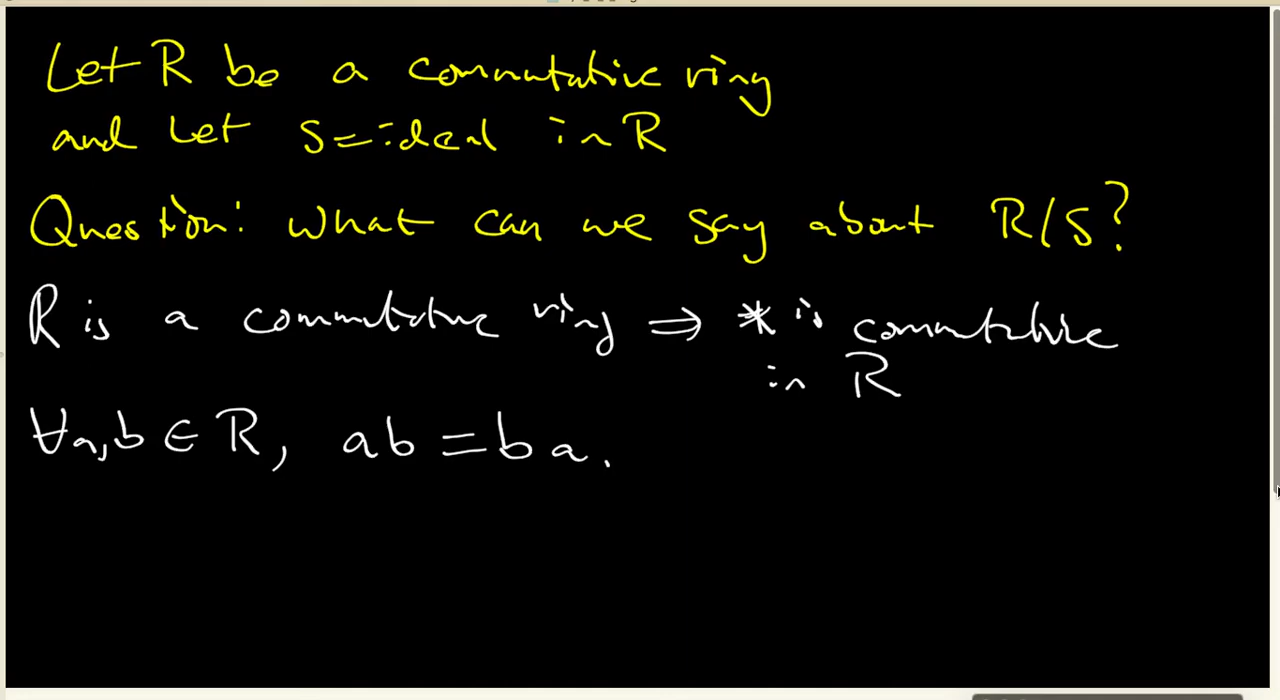 Let R be a commutative ring
and let S=ideal in R
Question: what can we say about R/S?
R is a commutative ring ⇒ * is commutative
in R
∀a,b ∈ R, ab = ba.